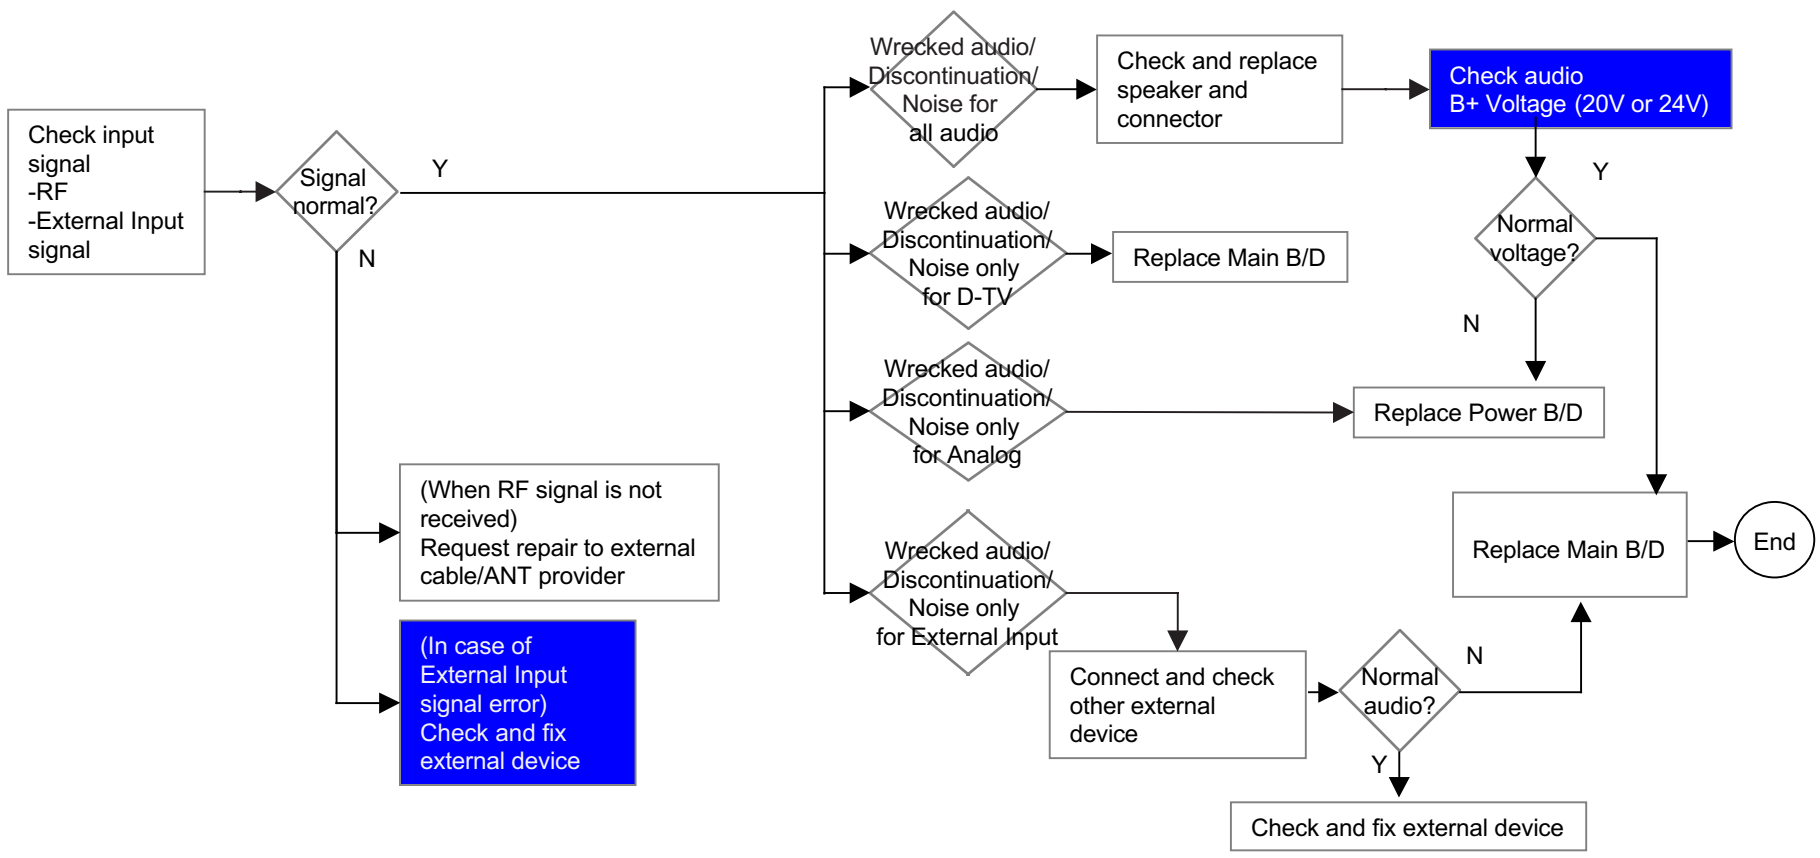 Check input
signal
-RF
-External Input
signal
Signal
normal?
Y
N
(When RF signal is not
received)
Request repair to external
cable/ANT provider
(In case of
External Input
signal error)
Check and fix
external device
Wrecked audio/
Discontinuation/
Noise for
all audio
Check and replace
speaker and
connector
Check audio
B+ Voltage (20V or 24V)
Y
Normal
voltage?
N
Wrecked audio/
Discontinuation/
Noise only
for D-TV
Replace Main B/D
Wrecked audio/
Discontinuation/
Noise only
for Analog
Replace Power B/D
Wrecked audio/
Discontinuation/
Noise only
for External Input
Connect and check
other external
device
Normal
audio?
N
Y
Replace Main B/D
End
Check and fix external device